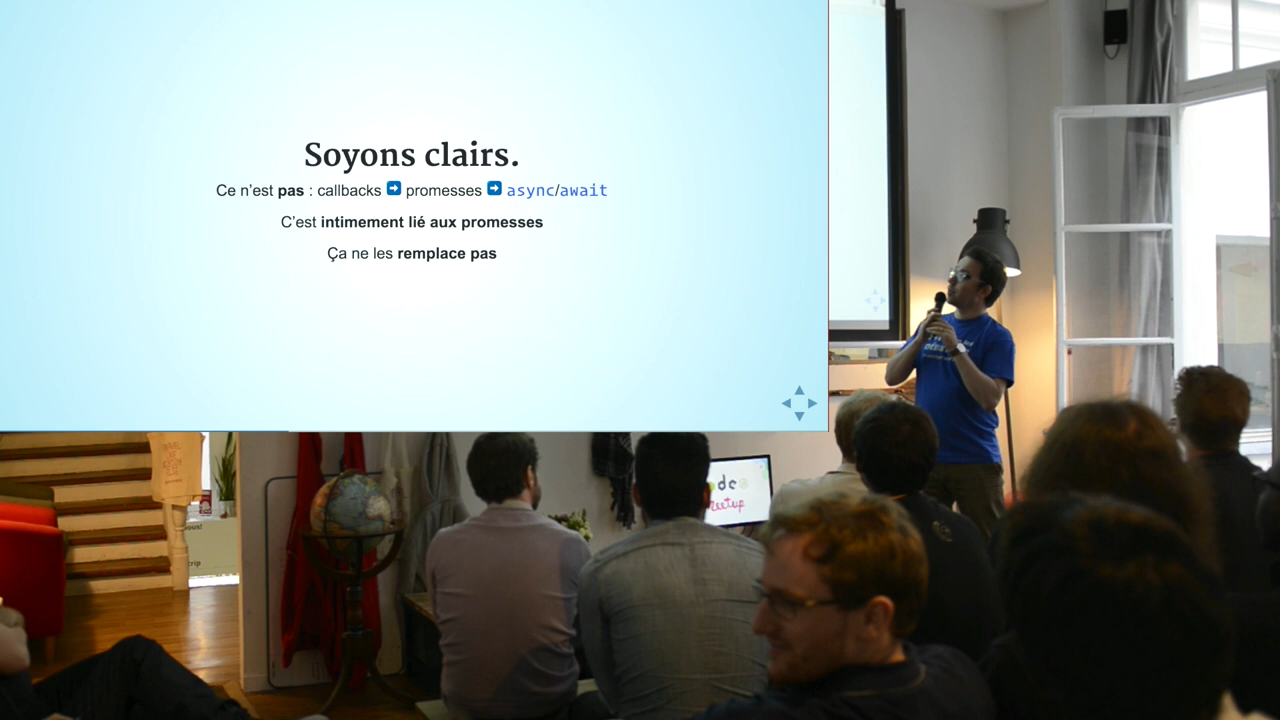 Soyons clairs.
Ce n’est pas : callbacks ➡ promesses ➡ async/await
C’est intimement lié aux promesses
Ça ne les remplace pas
meetup